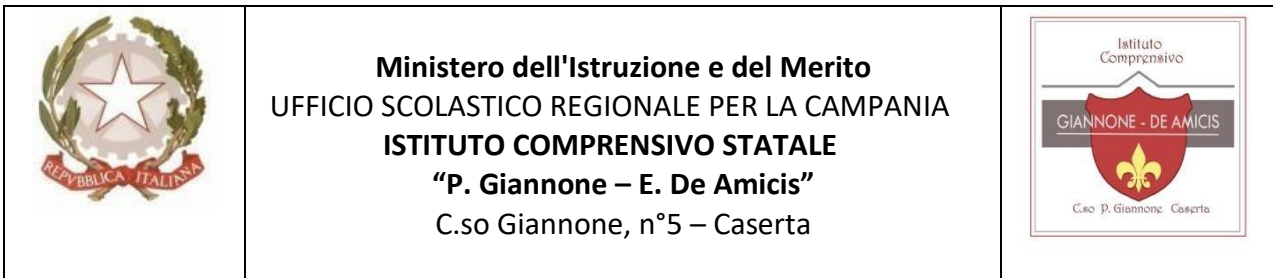 REPVBBLICA ITALIANA
Ministero dell'Istruzione e del Merito
UFFICIO SCOLASTICO REGIONALE PER LA CAMPANIA
ISTITUTO COMPRENSIVO STATALE
“P. Giannone – E. De Amicis”
C.so Giannone, n°5 – Caserta
Istituto
Comprensivo
GIANNONE - DE AMICIS
C.so P. Giannone Caserta